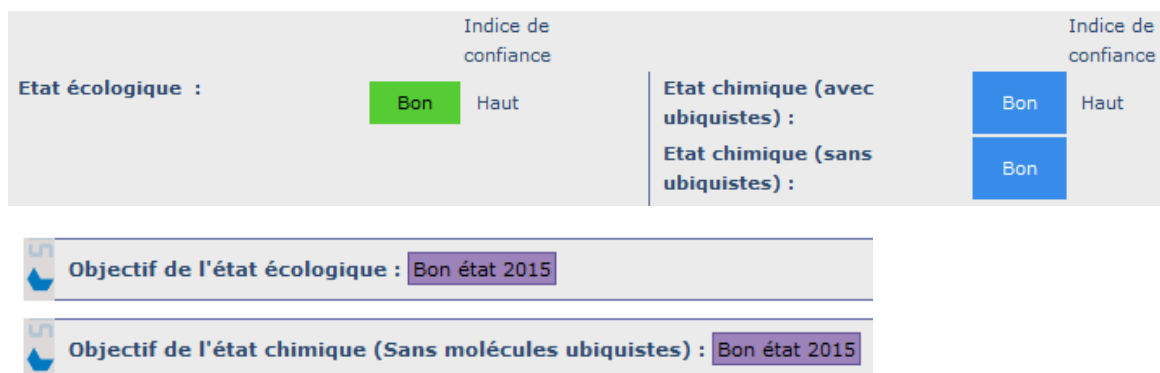 Indice de
confiance
Indice de
confiance
Etat écologique :
Bon
Haut
Etat chimique (avec
ubiquistes) :
Bon
Haut
Etat chimique (sans
ubiquistes) :
Bon
Objectif de l'état écologique : Bon état 2015
Objectif de l'état chimique (Sans molécules ubiquistes) : Bon état 2015